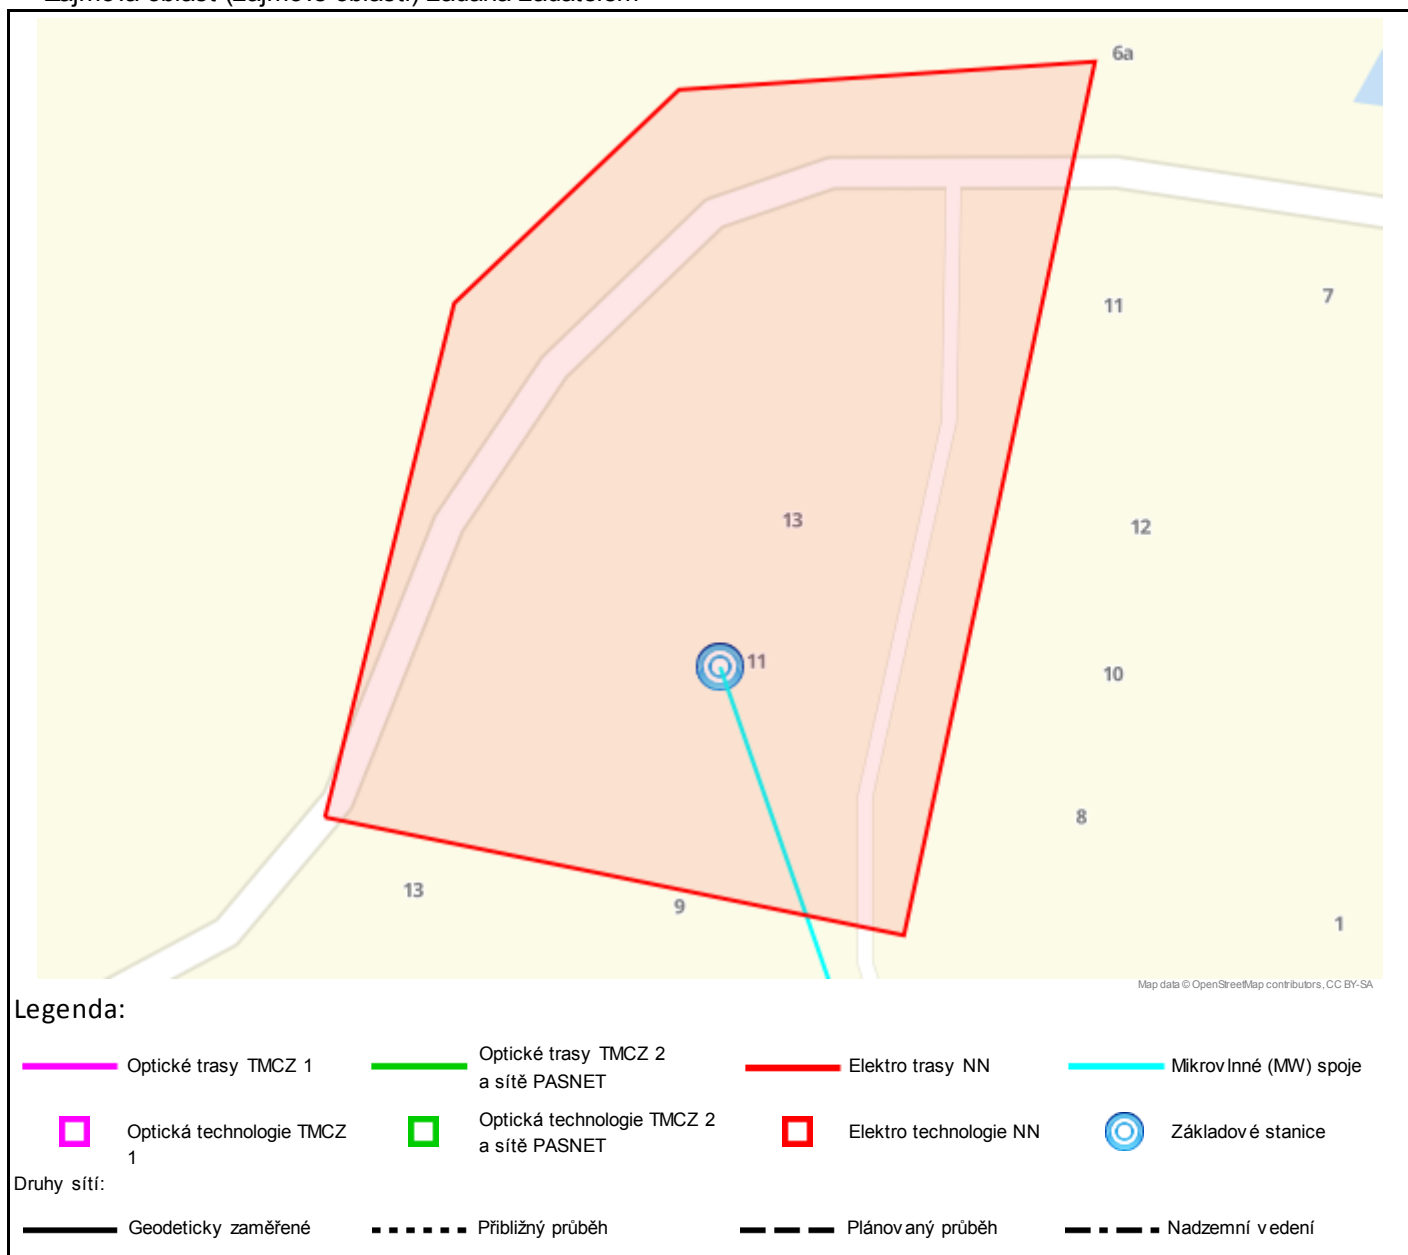 6a
11
7
13
12
11
10
8
13
9
1
Map data © OpenStreetMap contributors, CC BY-SA
Legenda:
Optické trasy TMCZ 1
Optické trasy TMCZ 2
a sítě PASNET
Elektro trasy NN
Mikrovlnné (MW) spoje
Optická technologie TMCZ
1
Optická technologie TMCZ 2
a sítě PASNET
Elektro technologie NN
Základové stanice
Druhy sítí:
Geodeticky zaměřené
Přibližný průběh
Plánovaný průběh
Nadzemní vedení